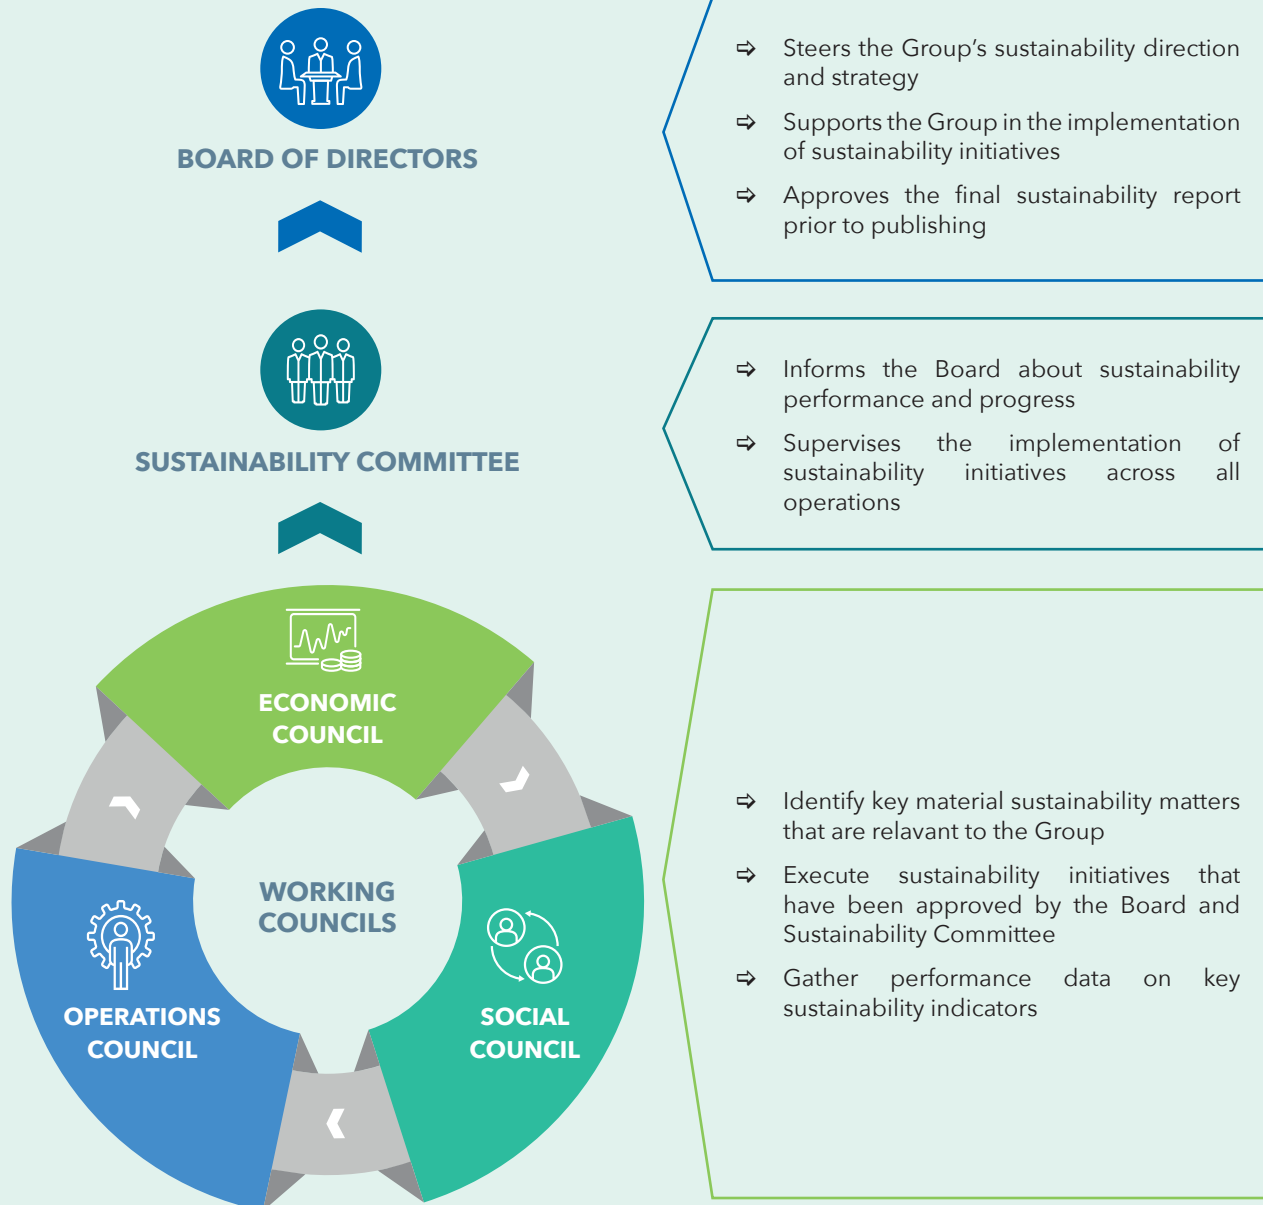 BOARD OF DIRECTORS
⇨ Steers the Group's sustainability direction
and strategy
⇨ Supports the Group in the implementation
of sustainability initiatives
⇨ Approves the final sustainability report
prior to publishing
SUSTAINABILITY COMMITTEE
⇨ Informs the Board about sustainability
performance and progress
⇨ Supervises the implementation of
sustainability initiatives across all
operations
ECONOMIC
COUNCIL
WORKING
COUNCILS
OPERATIONS
COUNCIL
SOCIAL
COUNCIL
⇨ Identify key material sustainability matters
that are relavant to the Group
⇨ Execute sustainability initiatives that
have been approved by the Board and
Sustainability Committee
⇨ Gather performance data on key
sustainability indicators